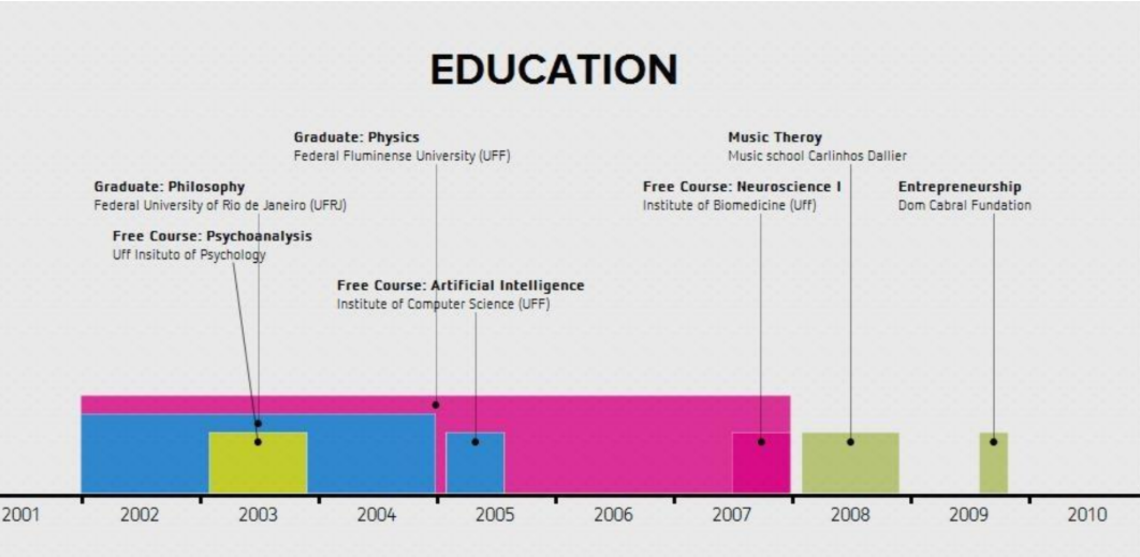 EDUCATION
Graduate: Physics
Federal Fluminense University (UFF)
Music Theroy
Music school Carlinhos Dallier
Graduate: Philosophy
Federal University of Rio de Janeiro (UFRJ)
Free Course: Neuroscience I
Institute of Biomedicine (Uff)
Entrepreneurship
Dom Cabral Fundation
Free Course: Psychoanalysis
Uff Insituto of Psychology
Free Course: Artificial Intelligence
Institute of Computer Science (UFF)
2001 2002 2003 2004 2005 2006 2007 2008 2009 2010